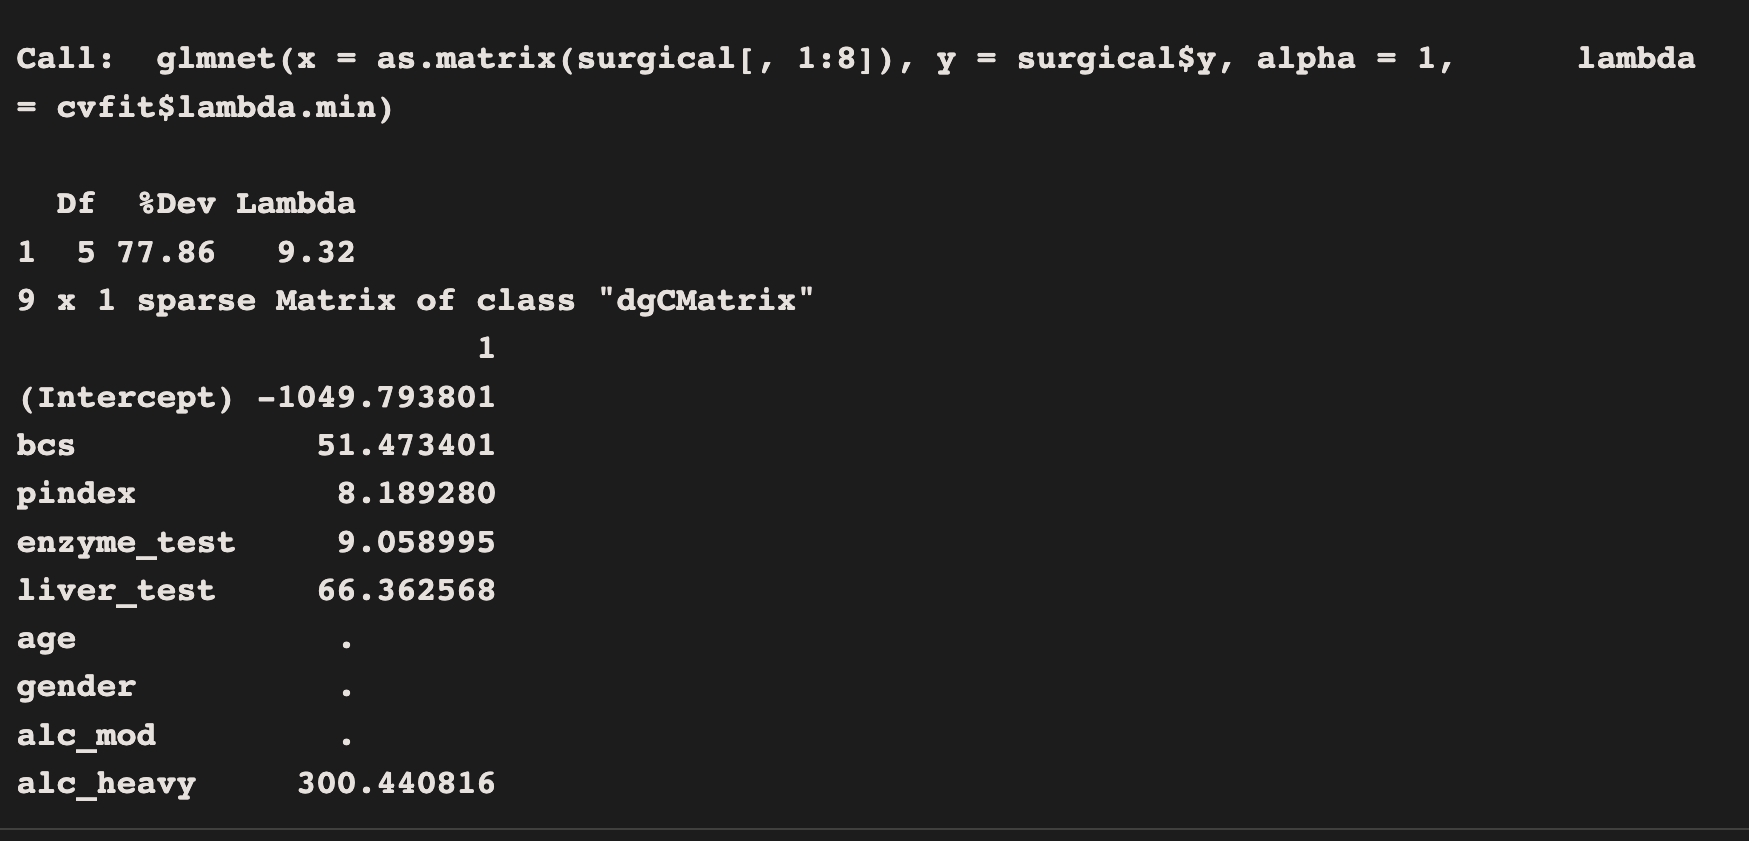 Call:  glmnet(x = as.matrix(surgical[, 1:8]), y = surgical$y, alpha = 1,      lambda
= cvfit$lambda.min)
  Df  %Dev Lambda
1  5 77.86   9.32
9 x 1 sparse Matrix of class "dgCMatrix"
                       1
(Intercept) -1049.793801
bcs            51.473401
pindex          8.189280
enzyme_test     9.058995
liver_test     66.362568
age             .
gender          .
alc_mod         .
alc_heavy     300.440816